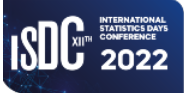 ISDC XIITH
INTERNATIONAL
STATISTICS DAYS
CONFERENCE
2022